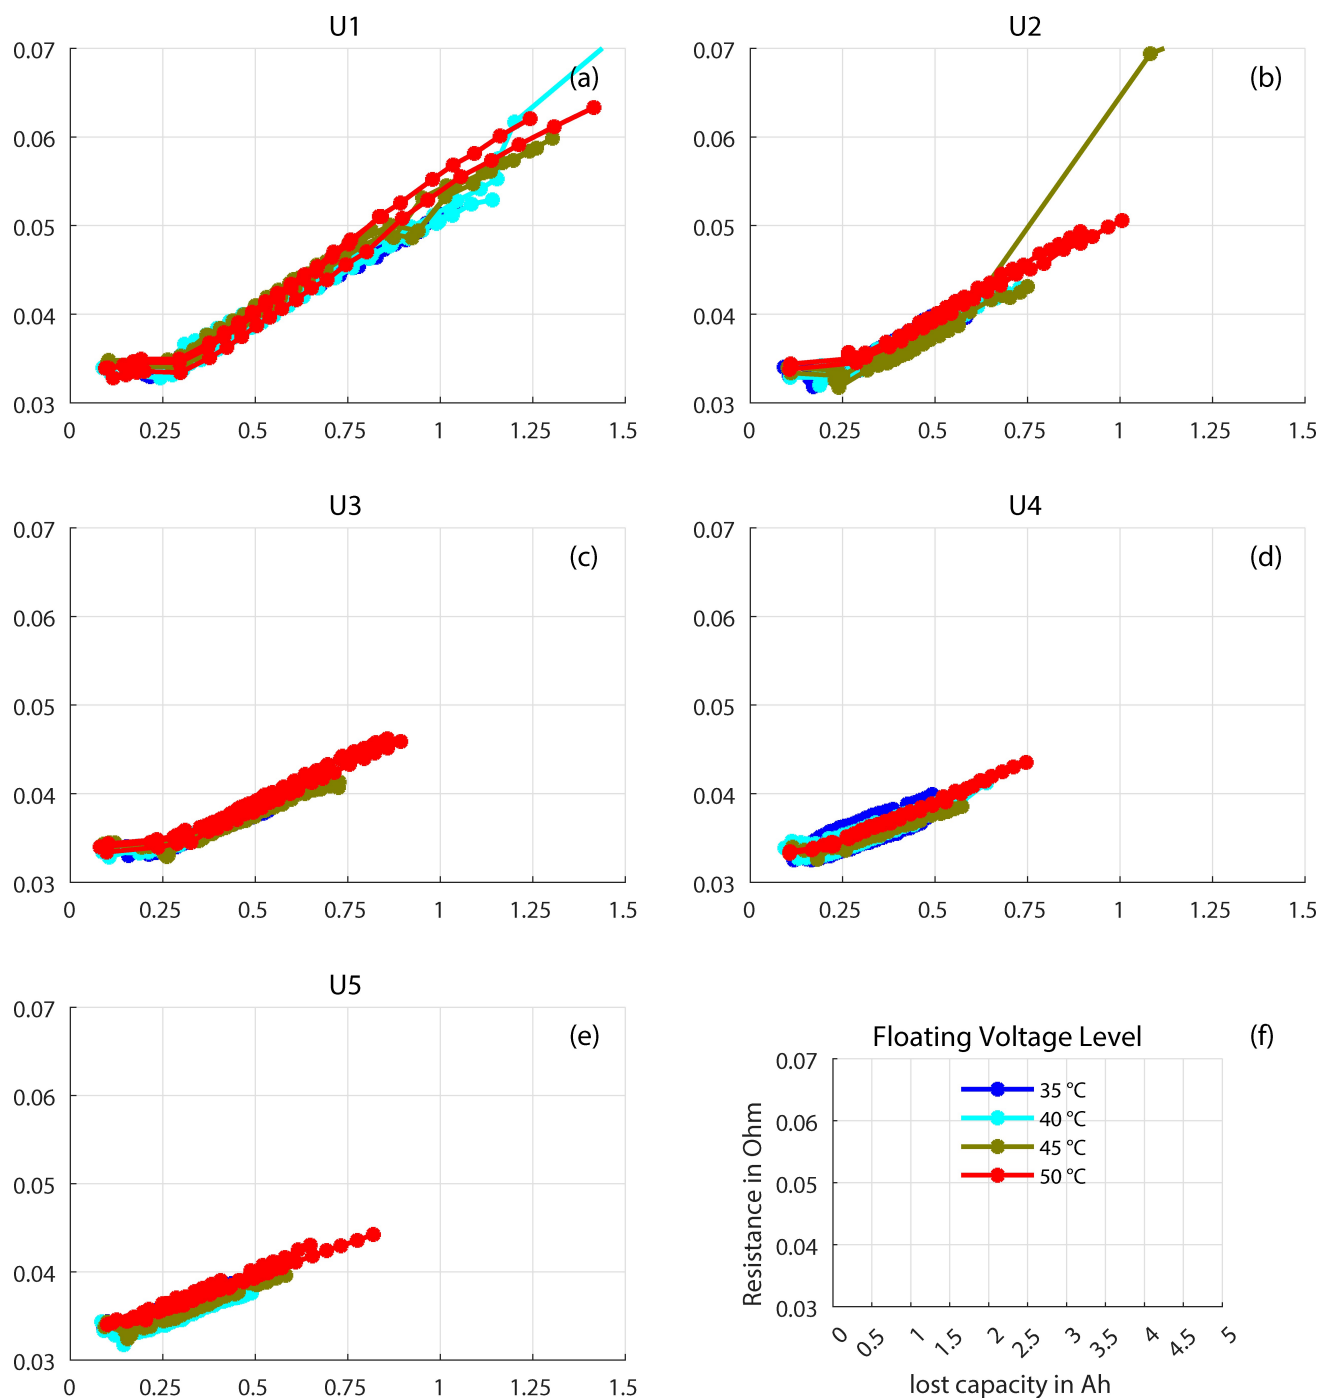 U1
(a)
0.07
0.06
0.05
0.04
0.03
0 0.25 0.5 0.75 1 1.25 1.5
U2
(b)
0.07
0.06
0.05
0.04
0.03
0 0.25 0.5 0.75 1 1.25 1.5
U3
(c)
0.07
0.06
0.05
0.04
0.03
0 0.25 0.5 0.75 1 1.25 1.5
U4
(d)
0.07
0.06
0.05
0.04
0.03
0 0.25 0.5 0.75 1 1.25 1.5
U5
(e)
0.07
0.06
0.05
0.04
0.03
0 0.25 0.5 0.75 1 1.25 1.5
Floating Voltage Level
(f)
35 °C
40 °C
45 °C
50 °C
Resistance in Ohm
0.07
0.06
0.05
0.04
0.03
0 0.5 1 1.5 2 2.5 3 3.5 4 4.5 5
lost capacity in Ah